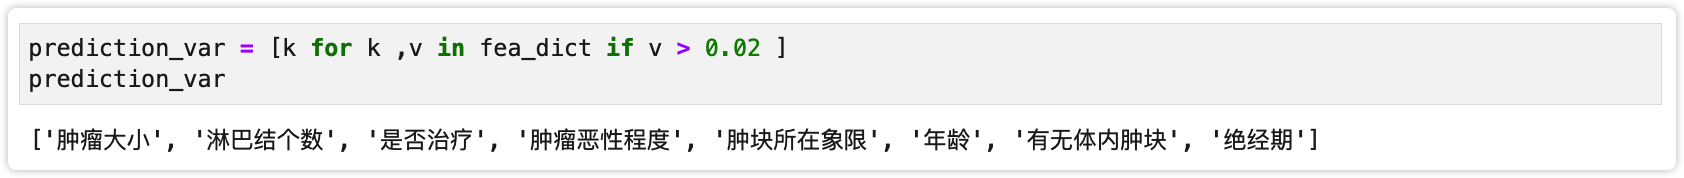 prediction_var = [k for k ,v in fea_dict if v > 0.02 ]
prediction_var
['肿瘤大小', '淋巴结个数', '是否治疗', '肿瘤恶性程度', '肿块所在象限', '年龄', '有无体内肿块', '绝经期']